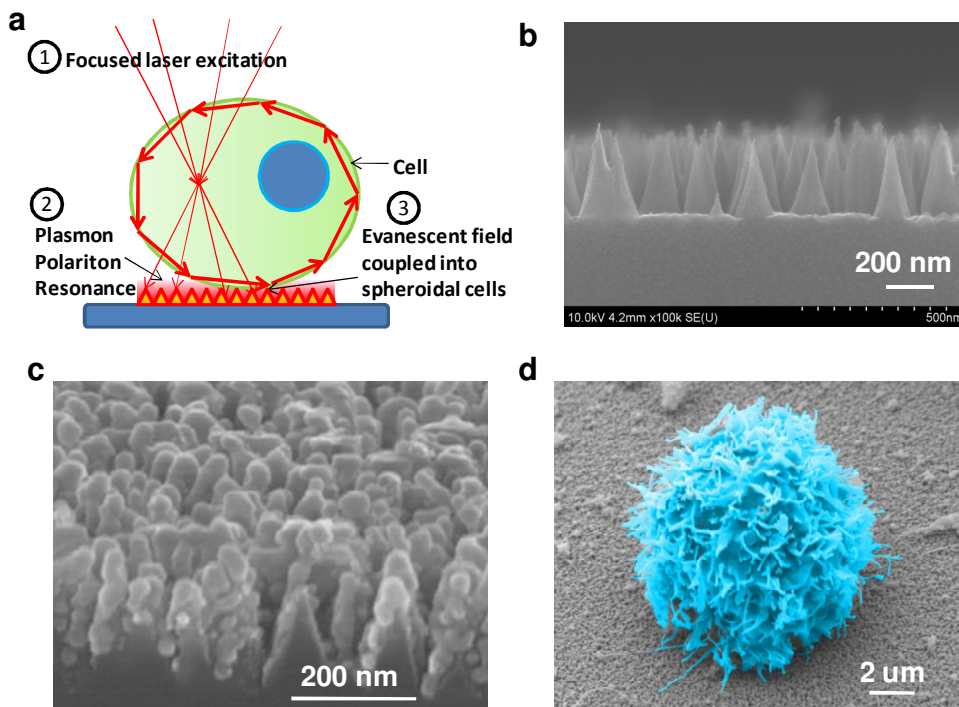 a
1 Focused laser excitation
Cell
2
Plasmon
Polariton
Resonance
3
Evanescent field
coupled into
spheroidal cells
b
200 nm
10.0kV 4.2mm x100k SE(U)
500nm
c
200 nm
d
2 um